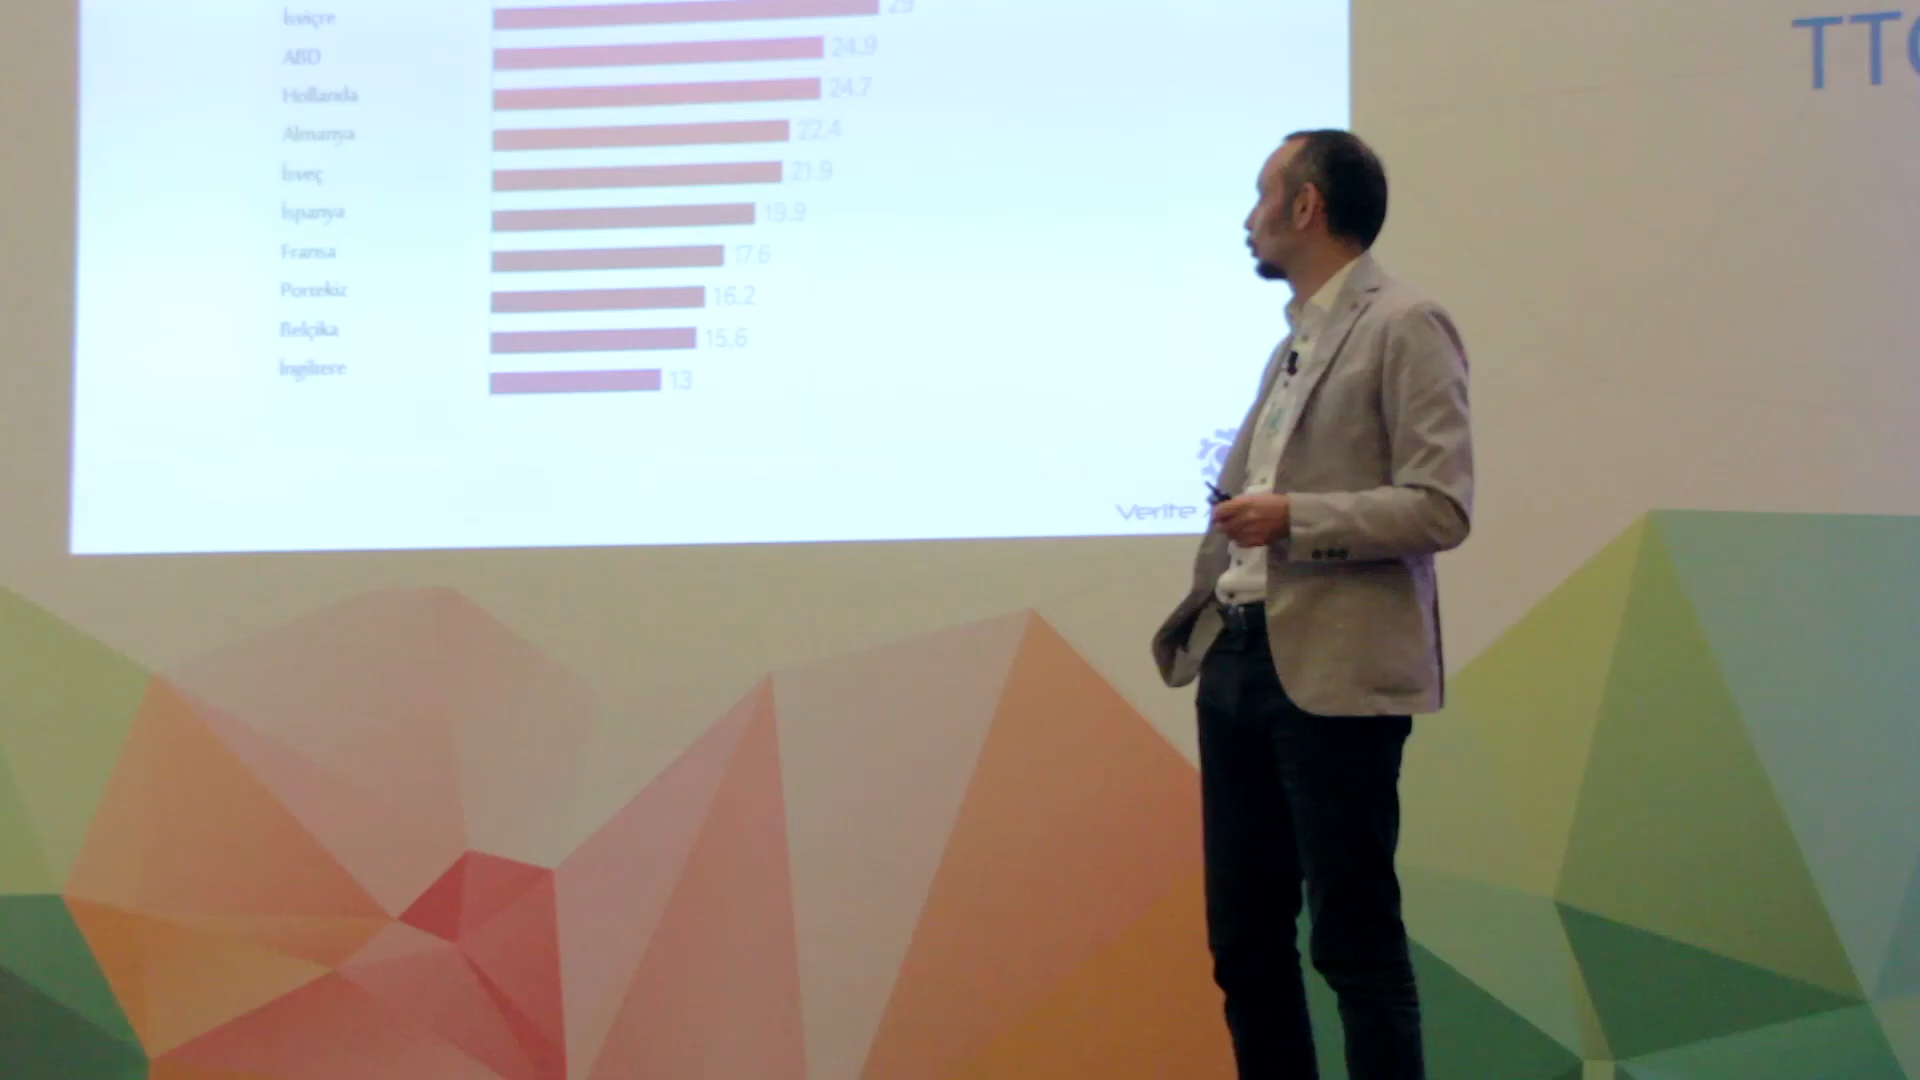 İsviçre 29
ABD 24.9
Hollanda 24.7
Almanya 22.4
İsveç 21.9
İspanya 19.9
Fransa 17.6
Portekiz 16.2
Belçika 15.6
İngiltere 13
Verite
TTO